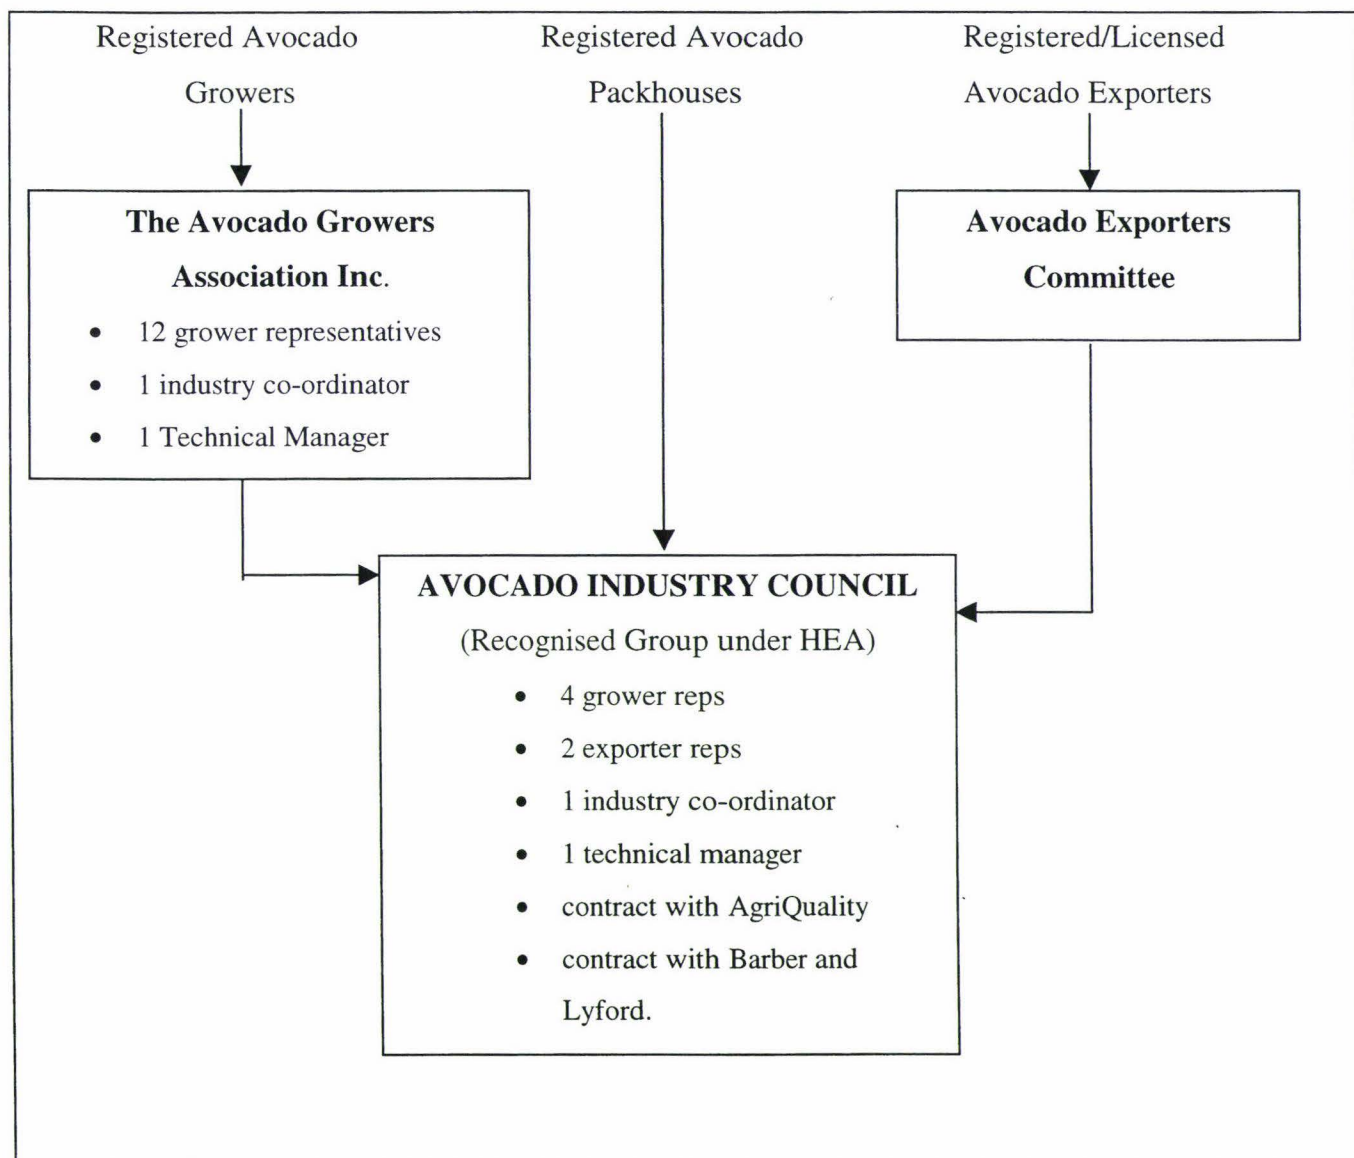 Registered Avocado
Growers
Registered Avocado
Packhouses
Registered/Licensed
Avocado Exporters
The Avocado Growers
Association Inc.
• 12 grower representatives
• 1 industry co-ordinator
• 1 Technical Manager
Avocado Exporters
Committee
AVOCADO INDUSTRY COUNCIL
(Recognised Group under HEA)
• 4 grower reps
• 2 exporter reps
• 1 industry co-ordinator
• 1 technical manager
• contract with AgriQuality
• contract with Barber and
Lyford.